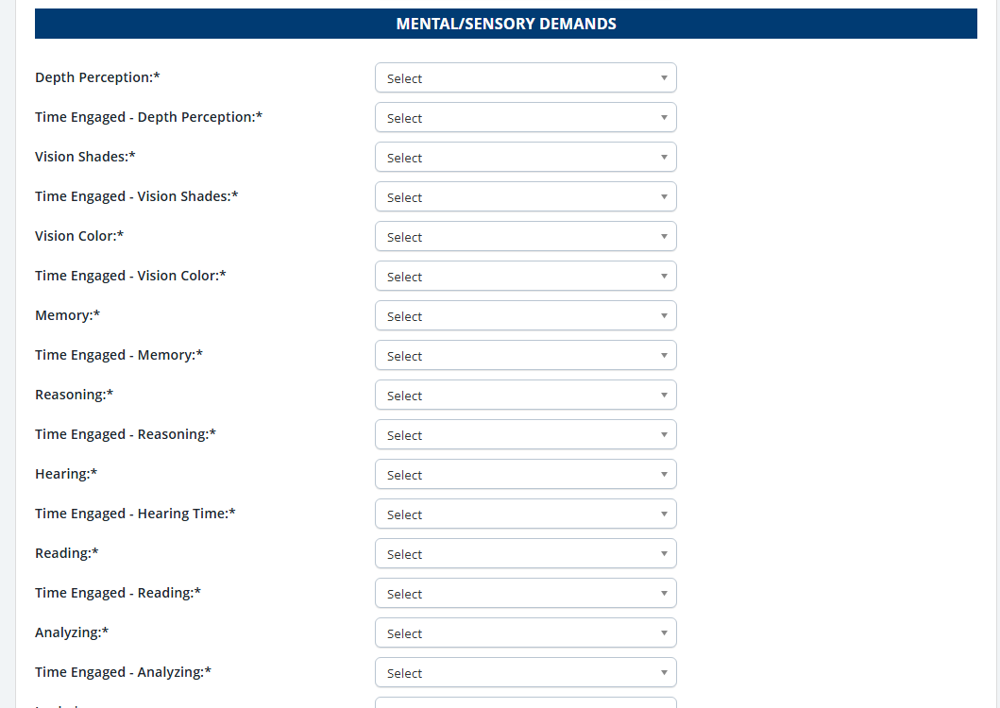 MENTAL/SENSORY DEMANDS
Depth Perception:* Select
Time Engaged - Depth Perception:* Select
Vision Shades:* Select
Time Engaged - Vision Shades:* Select
Vision Color:* Select
Time Engaged - Vision Color:* Select
Memory:* Select
Time Engaged - Memory:* Select
Reasoning:* Select
Time Engaged - Reasoning:* Select
Hearing:* Select
Time Engaged - Hearing Time:* Select
Reading:* Select
Time Engaged - Reading:* Select
Analyzing:* Select
Time Engaged - Analyzing:* Select